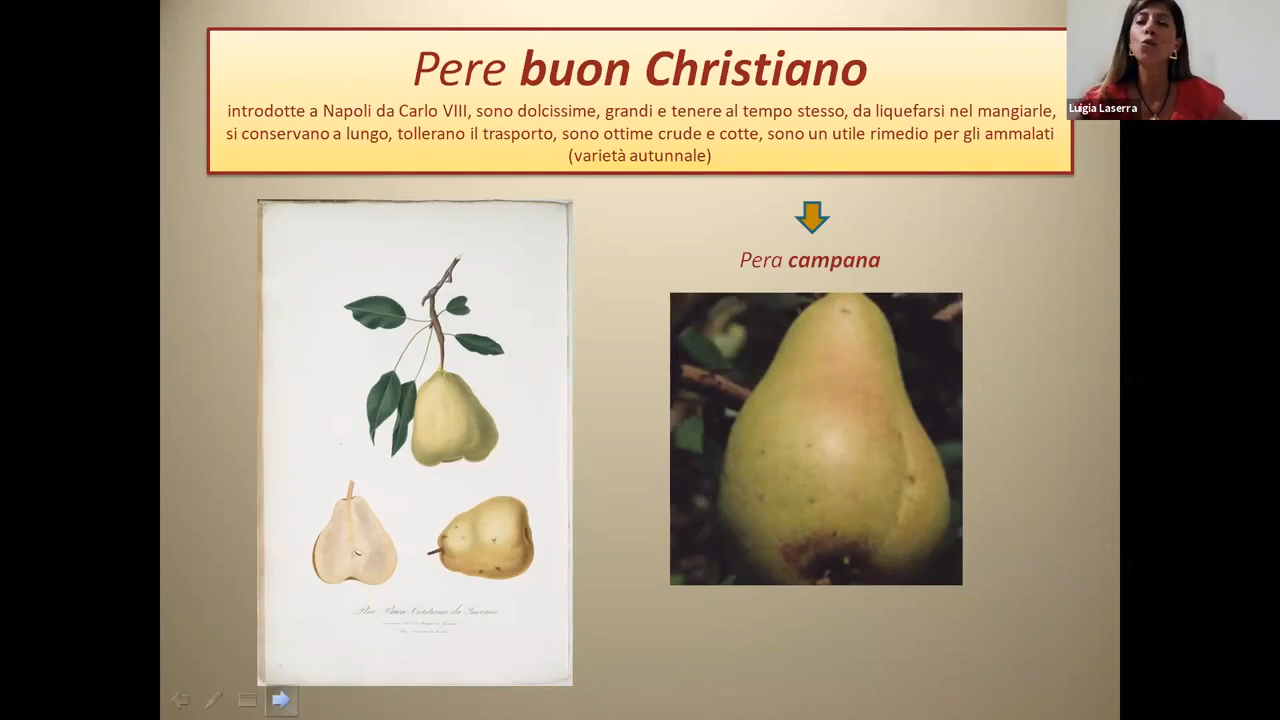 Pere buon Christiano
introdotte a Napoli da Carlo VIII, sono dolcissime, grandi e tenere al tempo stesso, da liquefarsi nel mangiarle,
si conservano a lungo, tollerano il trasporto, sono ottime crude e cotte, sono un utile rimedio per gli ammalati
(varietà autunnale)
Luigia Laserra
Pera campana